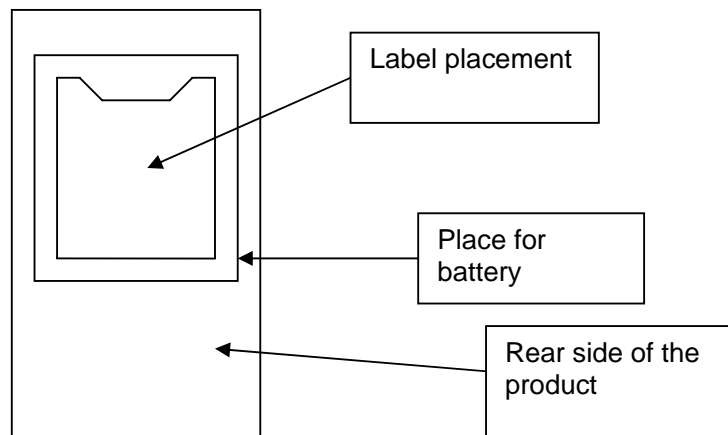 Label placement
Place for
battery
Rear side of the
product